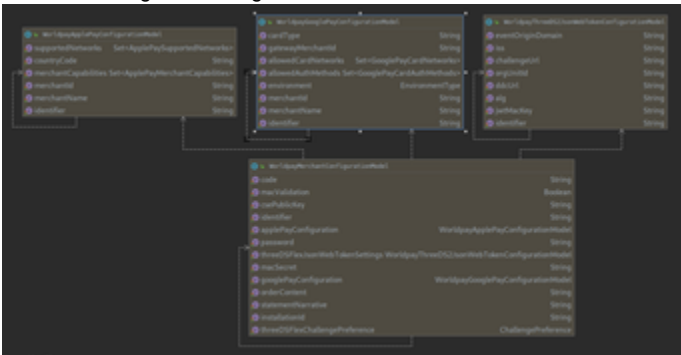 WorldpayApplePayConfigurationModel
supportedNetworks Set<ApplePaySupportedNetworks>
countryCode String
merchantCapabilities Set<ApplePayMerchantCapabilities>
merchantId String
merchantName String
identifier String
WorldpayGooglePayConfigurationModel
cardType String
gatewayMerchantId String
allowedCardNetworks Set<GooglePayCardNetworks>
allowedAuthMethods Set<GooglePayCardAuthMethods>
environment EnvironmentType
merchantId String
merchantName String
identifier String
WorldpayThreeDS2JsonWebTokenConfigurationModel
eventOriginDomain String
iss String
challengeUrl String
orgUnitId String
ddcUrl String
alg String
jwtMacKey String
identifier String
WorldpayMerchantConfigurationModel
code String
macValidation Boolean
csePublicKey String
identifier String
applePayConfiguration WorldpayApplePayConfigurationModel
password String
threeDSFlexJsonWebTokenSettings WorldpayThreeDS2JsonWebTokenConfigurationModel
macSecret String
googlePayConfiguration WorldpayGooglePayConfigurationModel
orderContent String
statementNarrative String
installationId String
threeDSFlexChallengePreference ChallengePreference